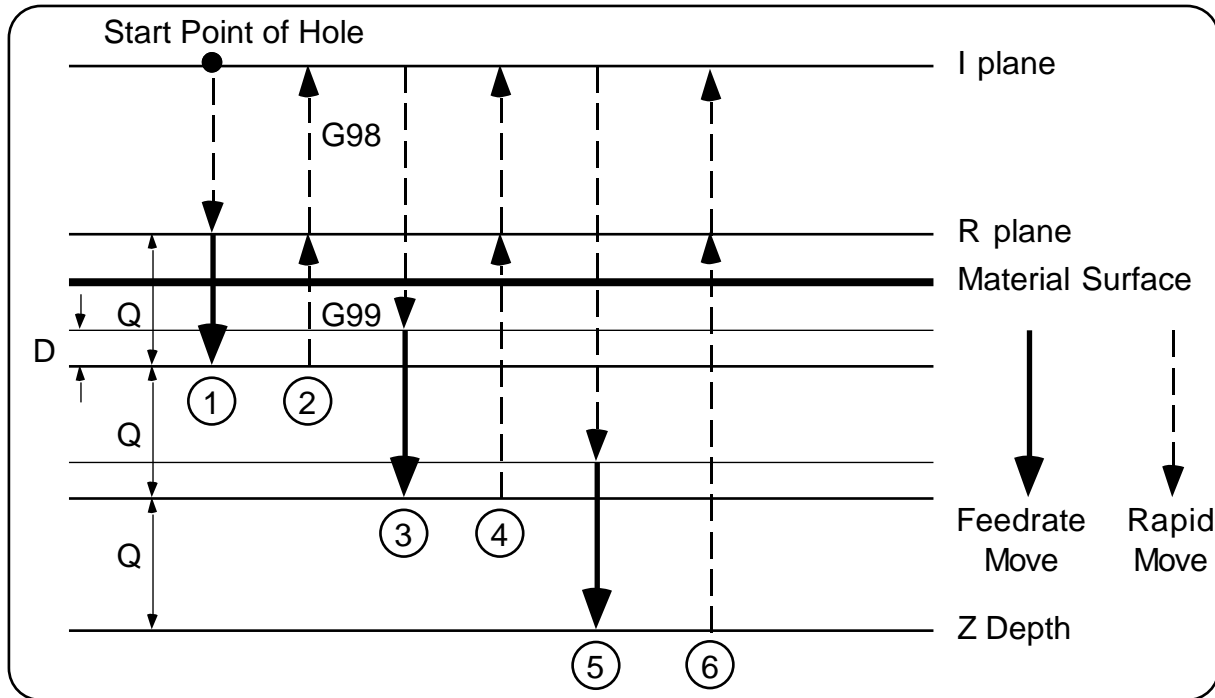 Start Point of Hole
I plane
G98
R plane
Material Surface
Q
G99
D
1
2
Q
3
4
Feedrate
Move
Rapid
Move
Q
Z Depth
5
6